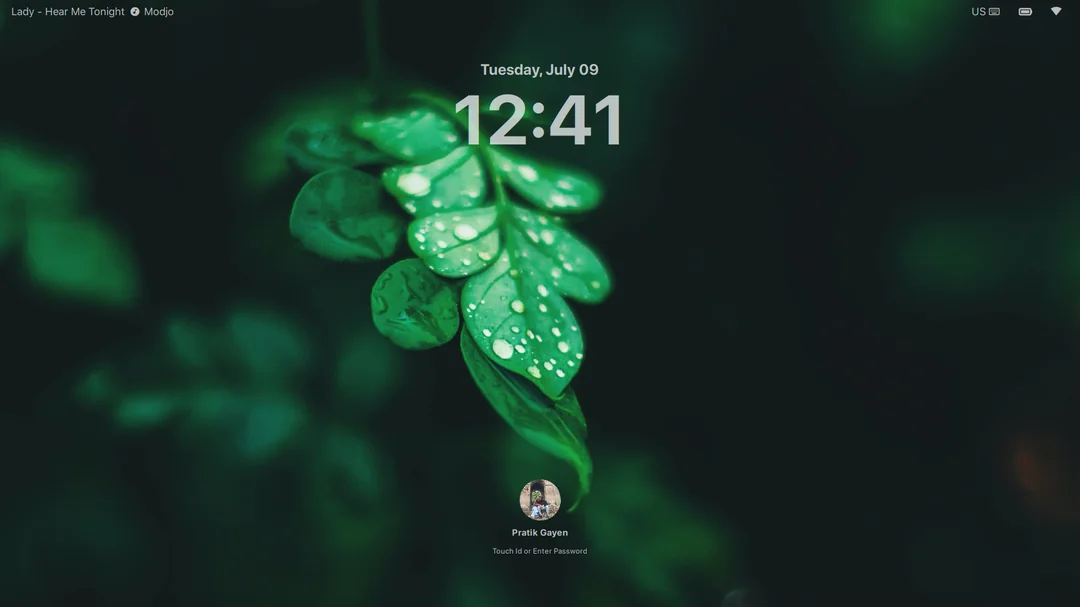 Lady - Hear Me Tonight Modjo
US
Tuesday, July 09
12:41
Pratik Gayen
Touch Id or Enter Password